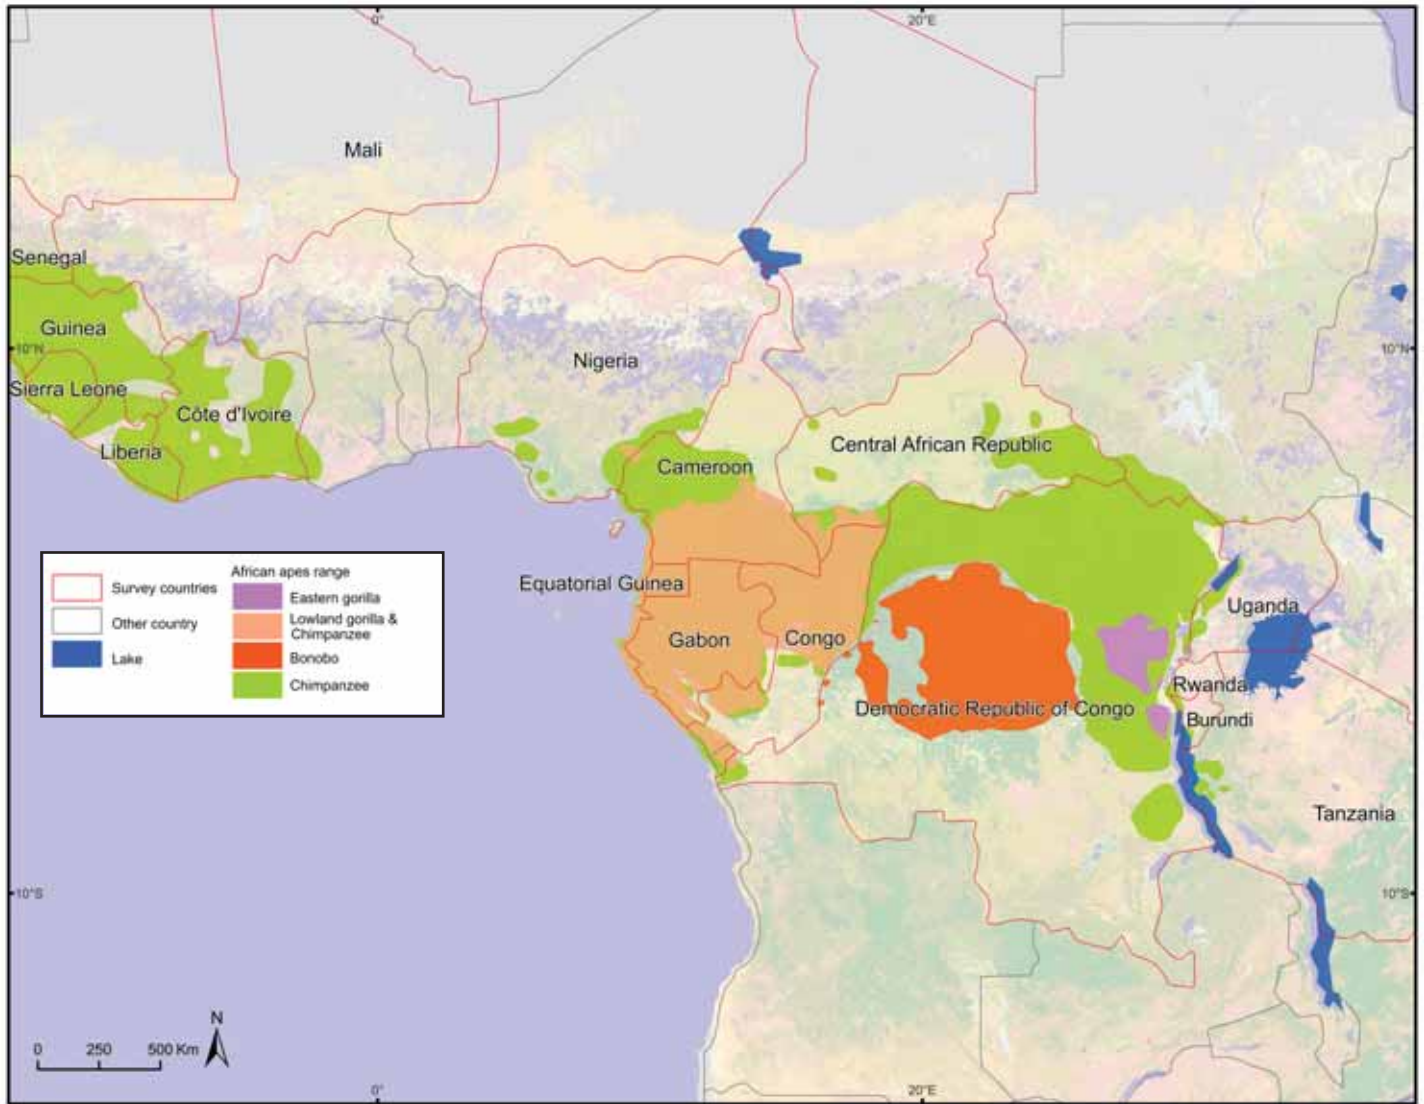 0°
20°E
Mali
Senegal
Guinea
10°N
10°N
Nigeria
Sierra Leone
Côte d'Ivoire
Central African Republic
Liberia
Cameroon
Survey countries
Other country
Lake
African apes range
Eastern gorilla
Lowland gorilla &
Chimpanzee
Bonobo
Chimpanzee
Equatorial Guinea
Uganda
Gabon
Congo
Rwanda
Democratic Republic of Congo
Burundi
Tanzania
10°S
10°S
N
0 250 500 Km
0°
20°E